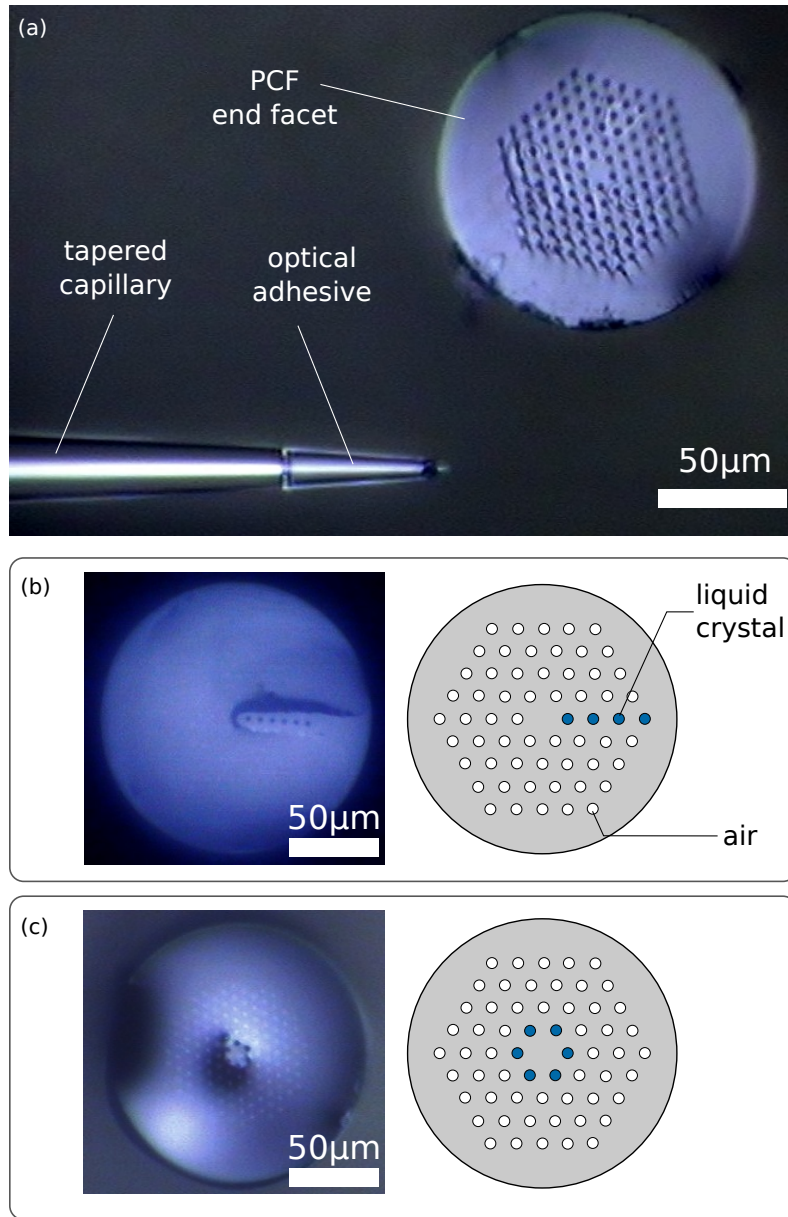 (a)
PCF
end facet
tapered
capillary
optical
adhesive
50µm
(b)
50µm
liquid
crystal
air
(c)
50µm